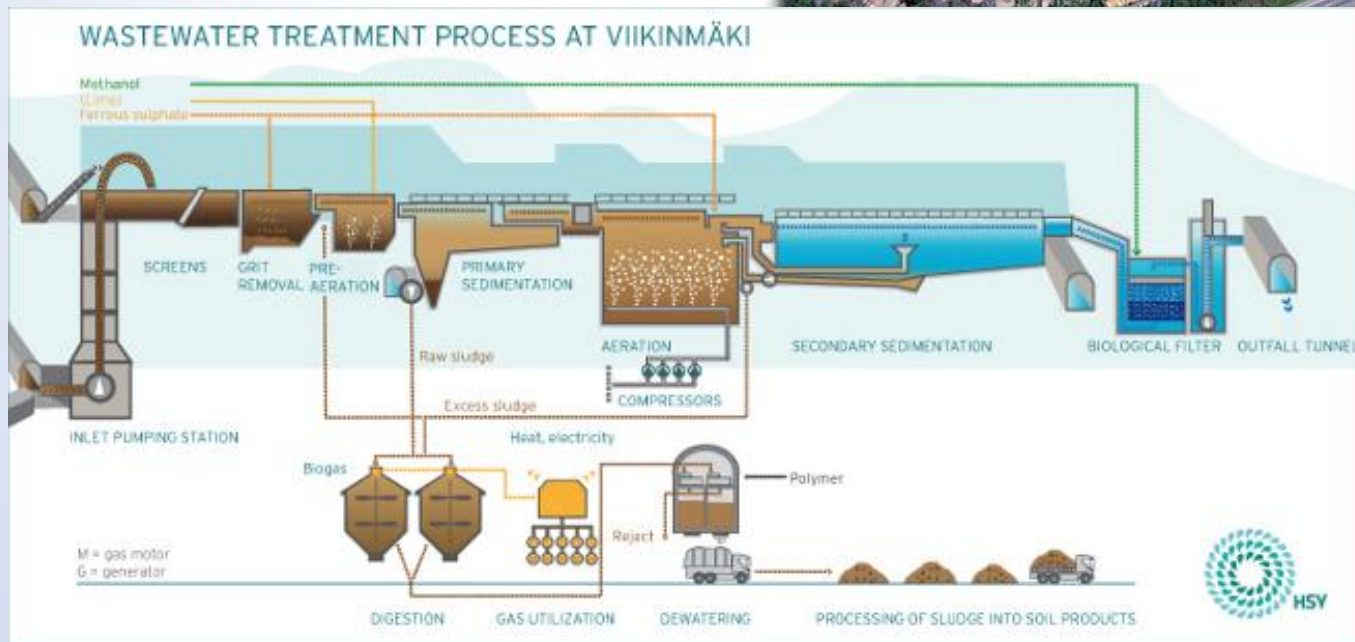 WASTEWATER TREATMENT PROCESS AT VIIKINMÄKI
Methanol
(Lime)
Ferrous sulphate
SCREENS
GRIT
REMOVAL
PRE-
AERATION
PRIMARY
SEDIMENTATION
AERATION
SECONDARY SEDIMENTATION
BIOLOGICAL FILTER
OUTFALL TUNNEL
Raw sludge
COMPRESSORS
Excess sludge
INLET PUMPING STATION
Heat, electricity
Biogas
Polymer
Reject
M = gas motor
G = generator
HSY
DIGESTION
GAS UTILIZATION
DEWATERING
PROCESSING OF SLUDGE INTO SOIL PRODUCTS